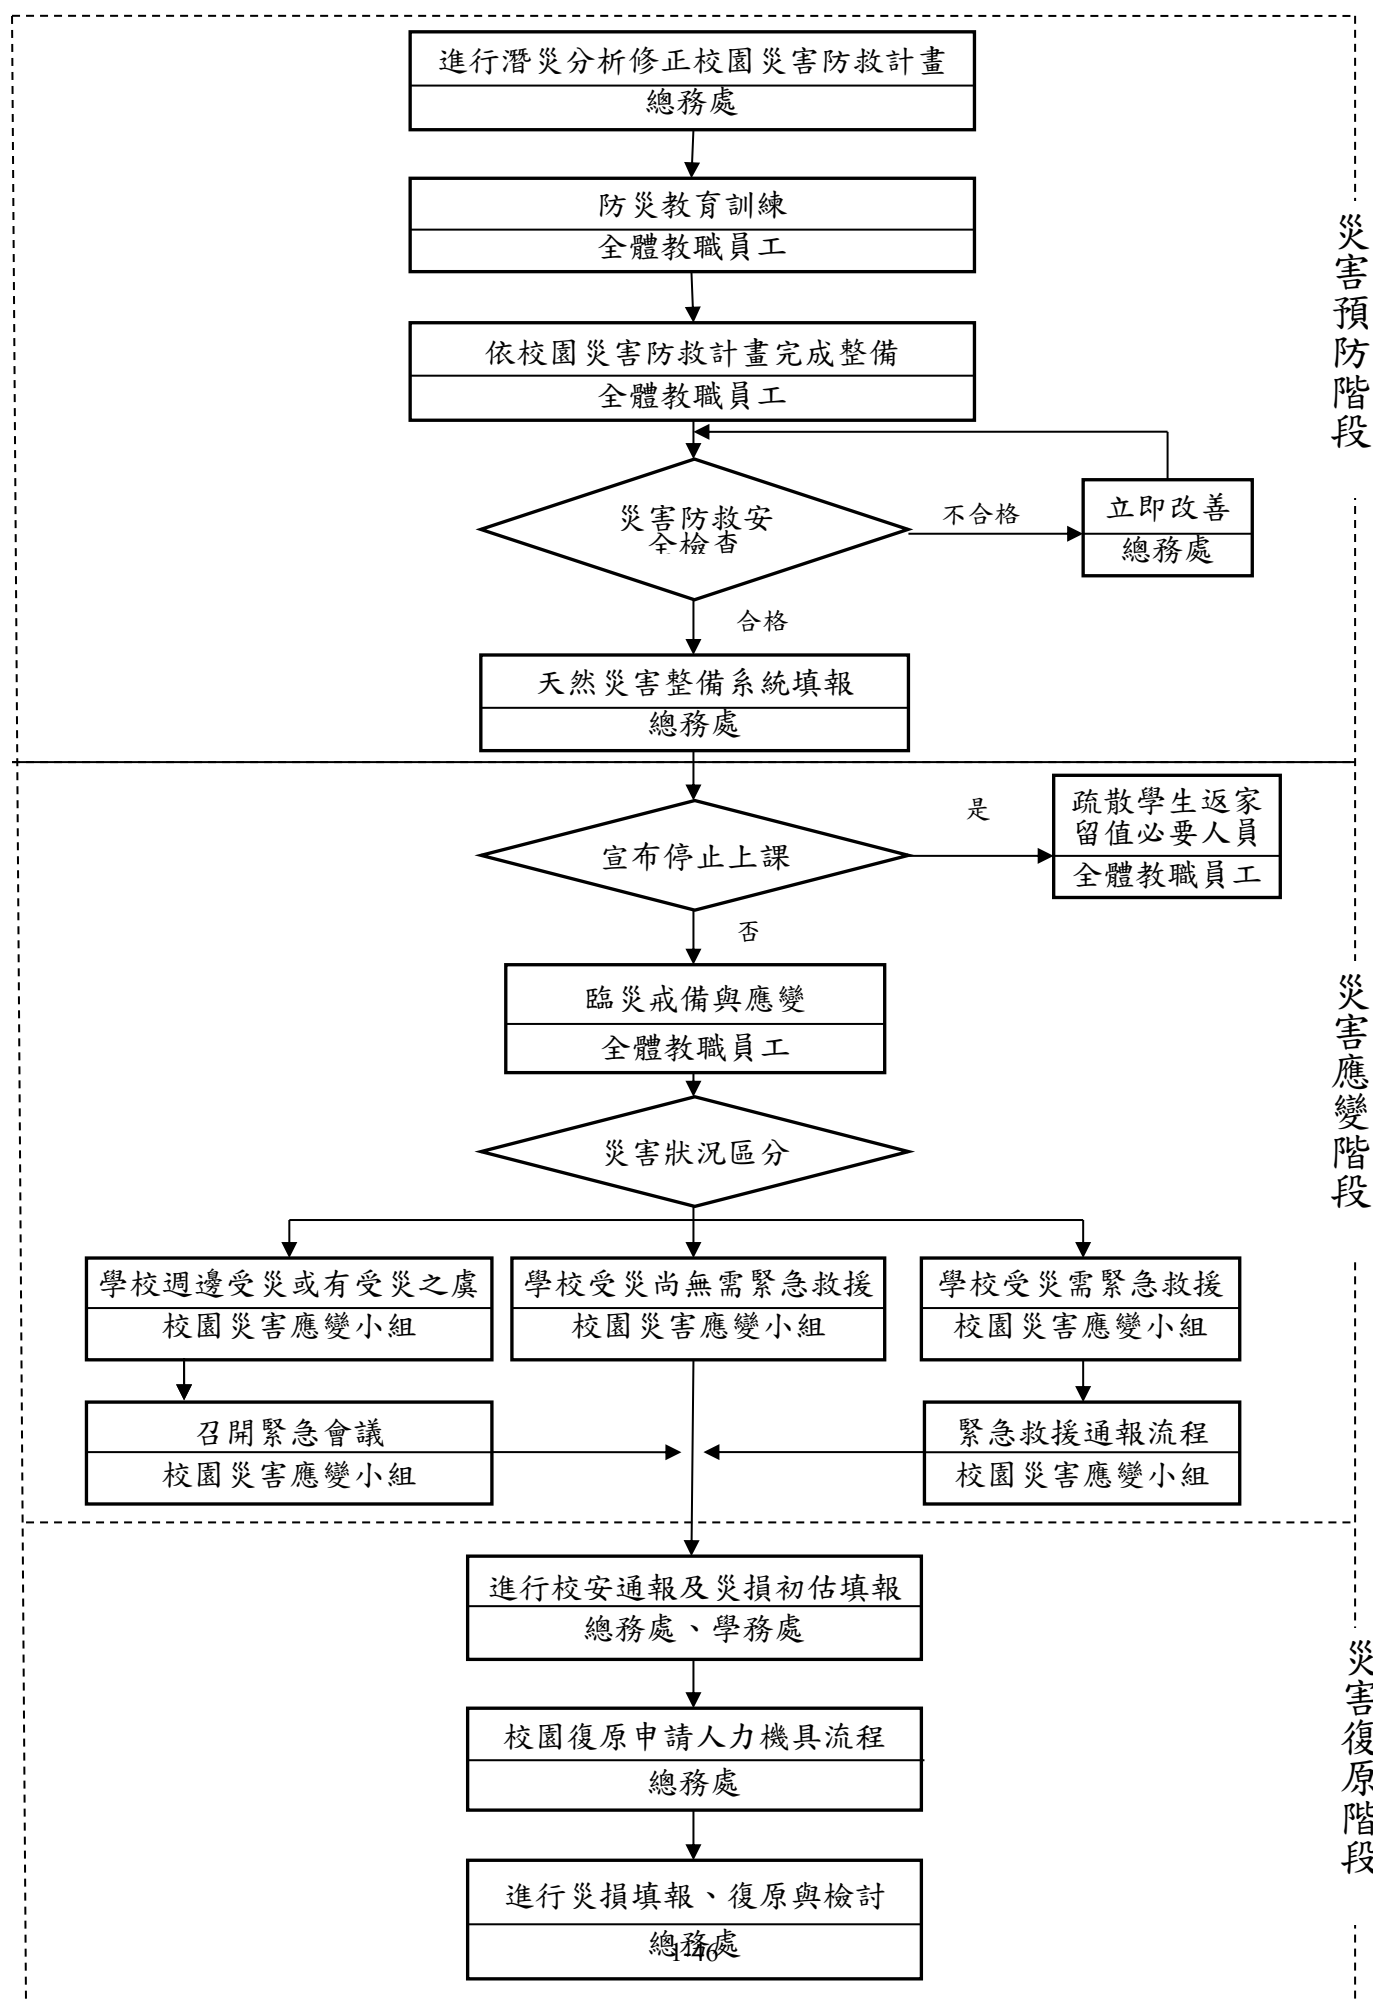 進行潛災分析修正校園災害防救計畫
總務處
防災教育訓練
全體教職員工
依校園災害防救計畫完成整備
全體教職員工
災害防救安
全檢查
不合格
立即改善
總務處
合格
天然災害整備系統填報
總務處
災害預防階段
宣布停止上課
是
疏散學生返家
留值必要人員
全體教職員工
否
臨災戒備與應變
全體教職員工
災害狀況區分
學校週邊受災或有受災之虞
校園災害應變小組
學校受災尚無需緊急救援
校園災害應變小組
學校受災需緊急救援
校園災害應變小組
召開緊急會議
校園災害應變小組
緊急救援通報流程
校園災害應變小組
災害應變階段
進行校安通報及災損初估填報
總務處、學務處
校園復原申請人力機具流程
總務處
進行災損填報、復原與檢討
總務處
災害復原階段
1-46